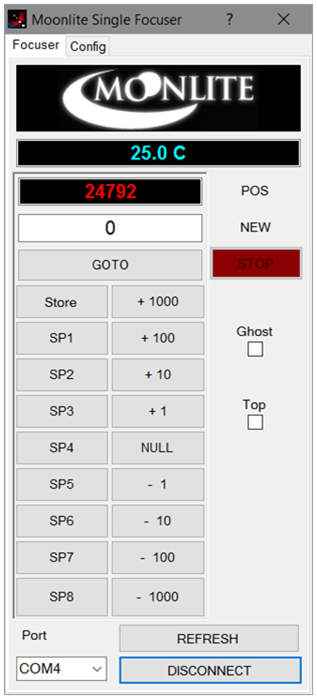 Moonlite Single Focuser ?
Focuser Config
MOONLITE
25.0 C
24792 POS
0 NEW
GOTO STOP
Store + 1000
SP1 + 100
Ghost
SP2 + 10
SP3 + 1
Top
SP4 NULL
SP5 - 1
SP6 - 10
SP7 - 100
SP8 - 1000
Port REFRESH
COM4 DISCONNECT